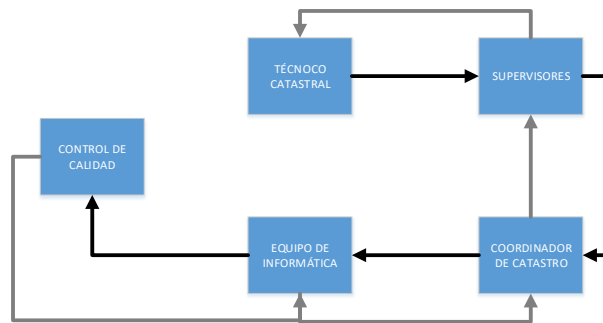 TÉCNOCO
CATASTRAL
SUPERVISORES
CONTROL DE
CALIDAD
EQUIPO DE
INFORMÁTICA
COORDINADOR
DE CATASTRO